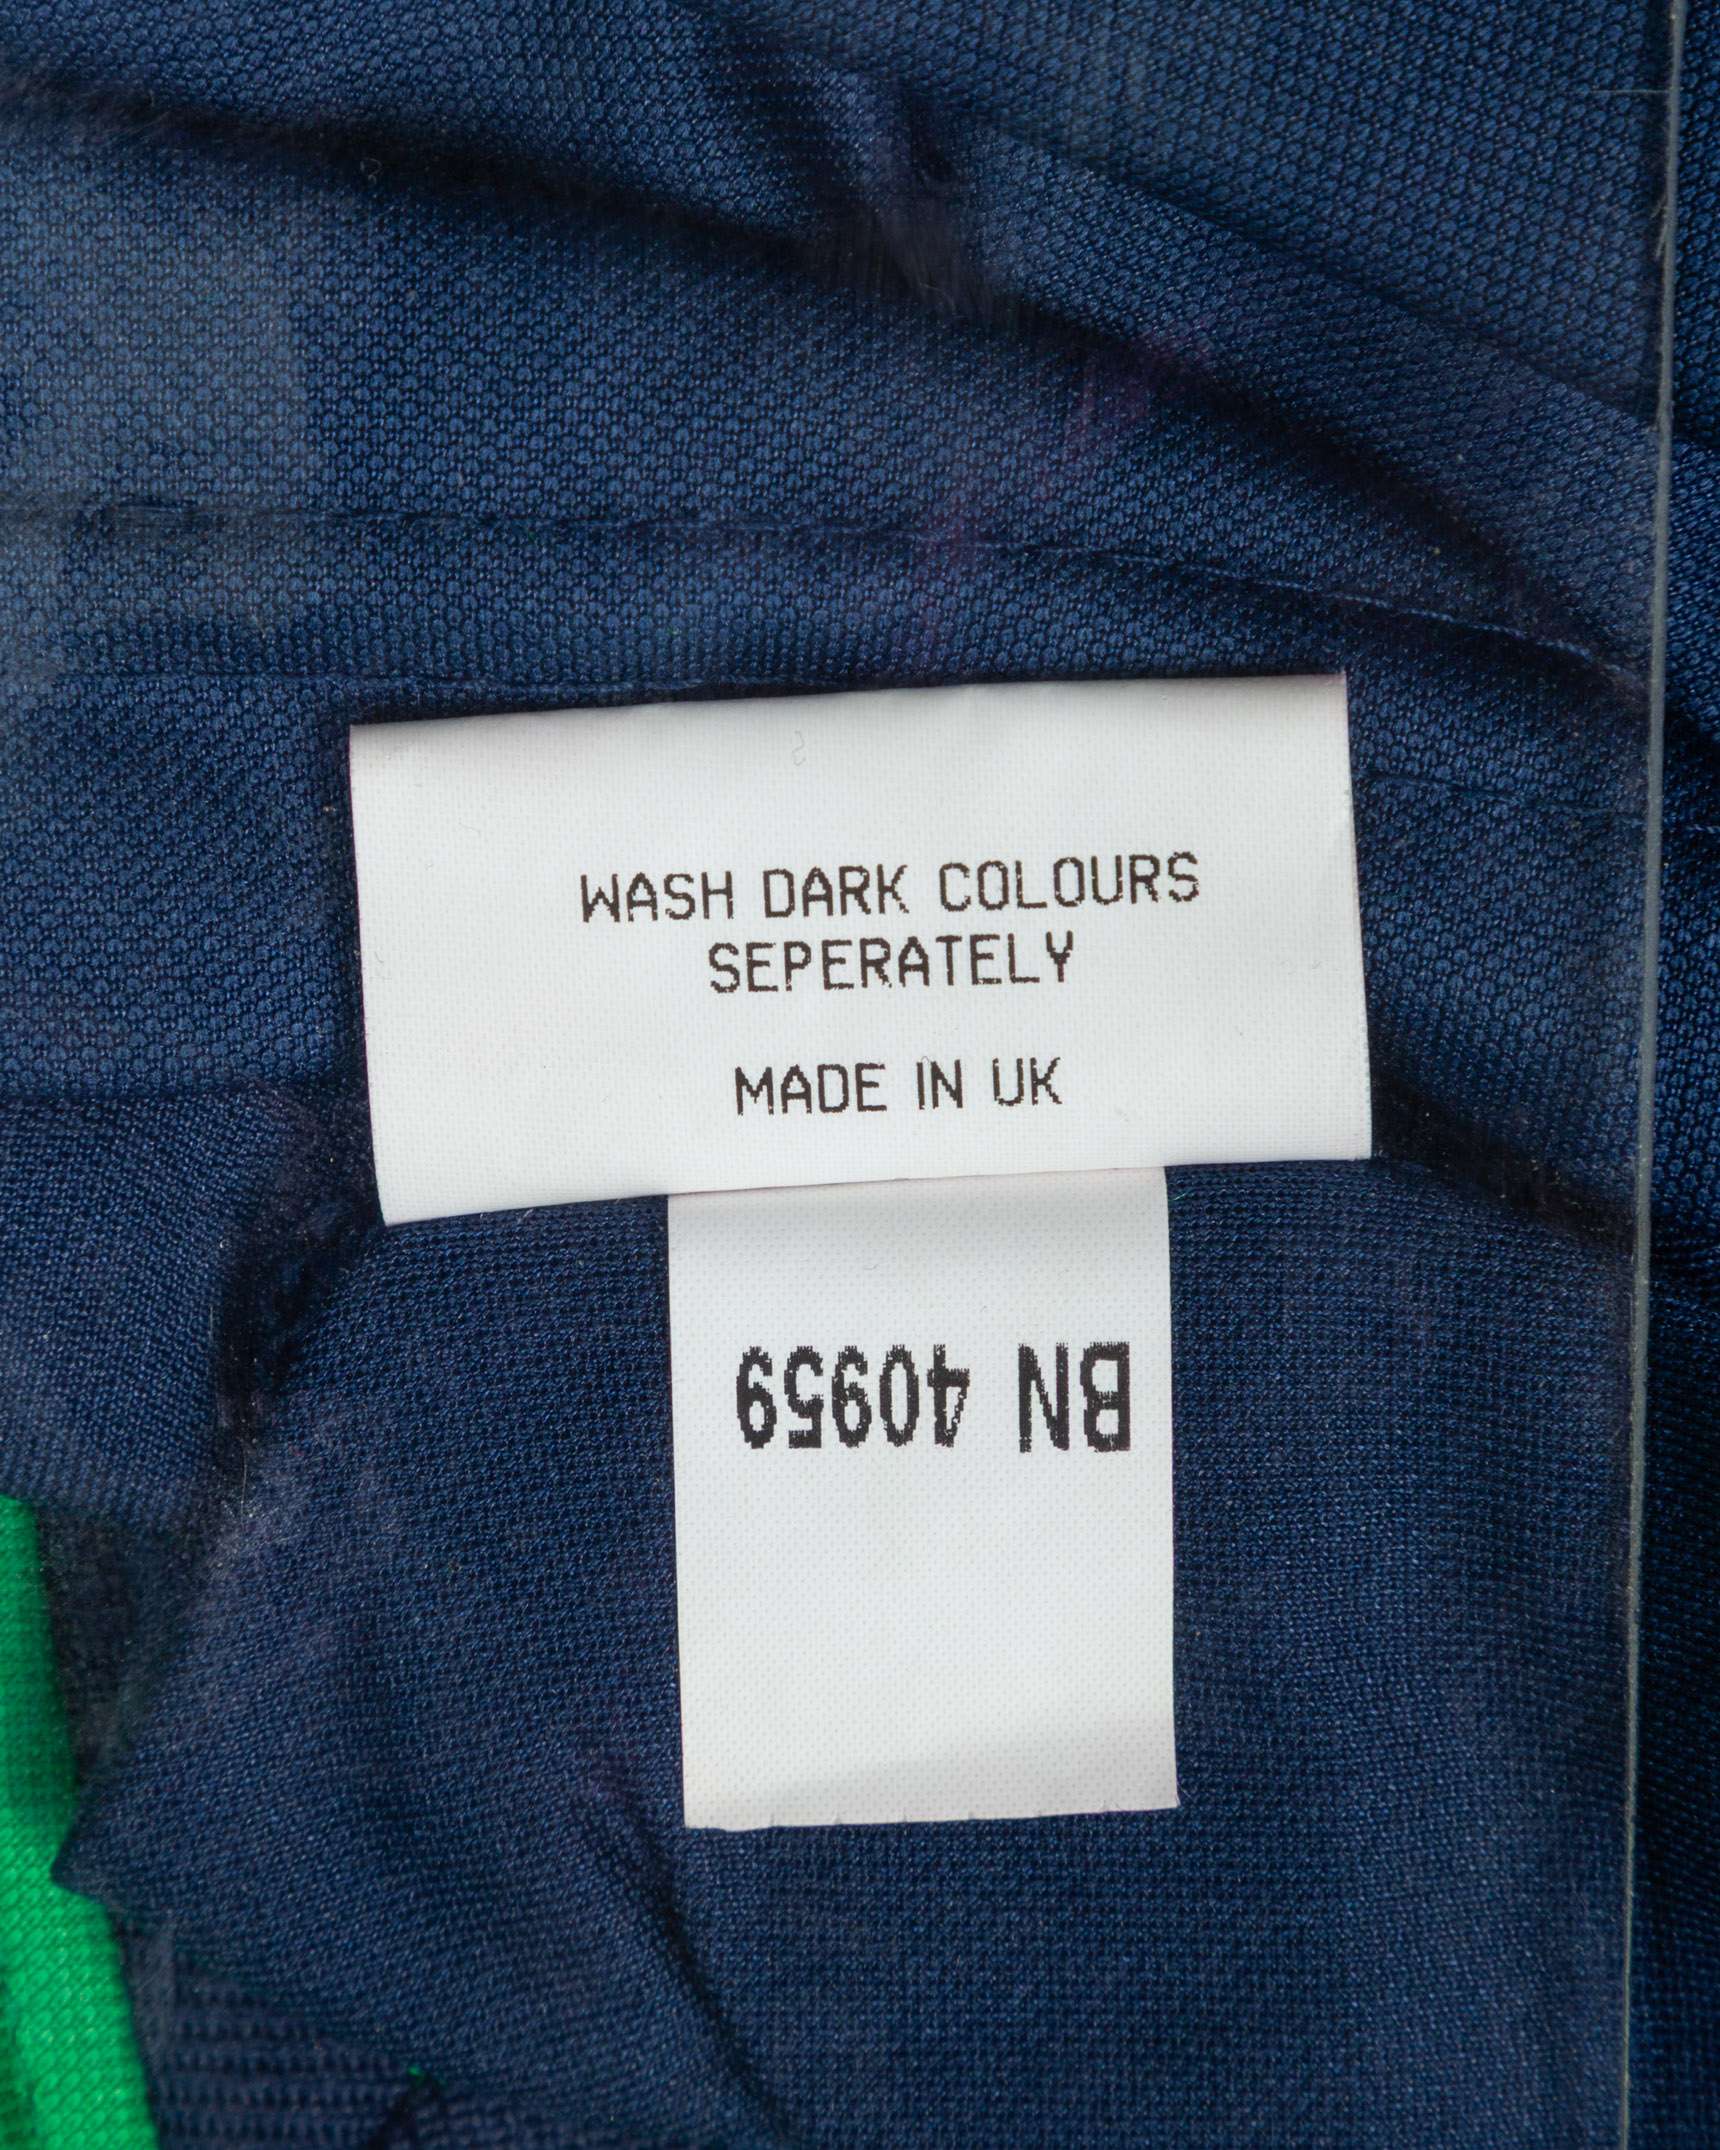 WASH DARK COLOURS
SEPERATELY
MADE IN UK
BN 40959